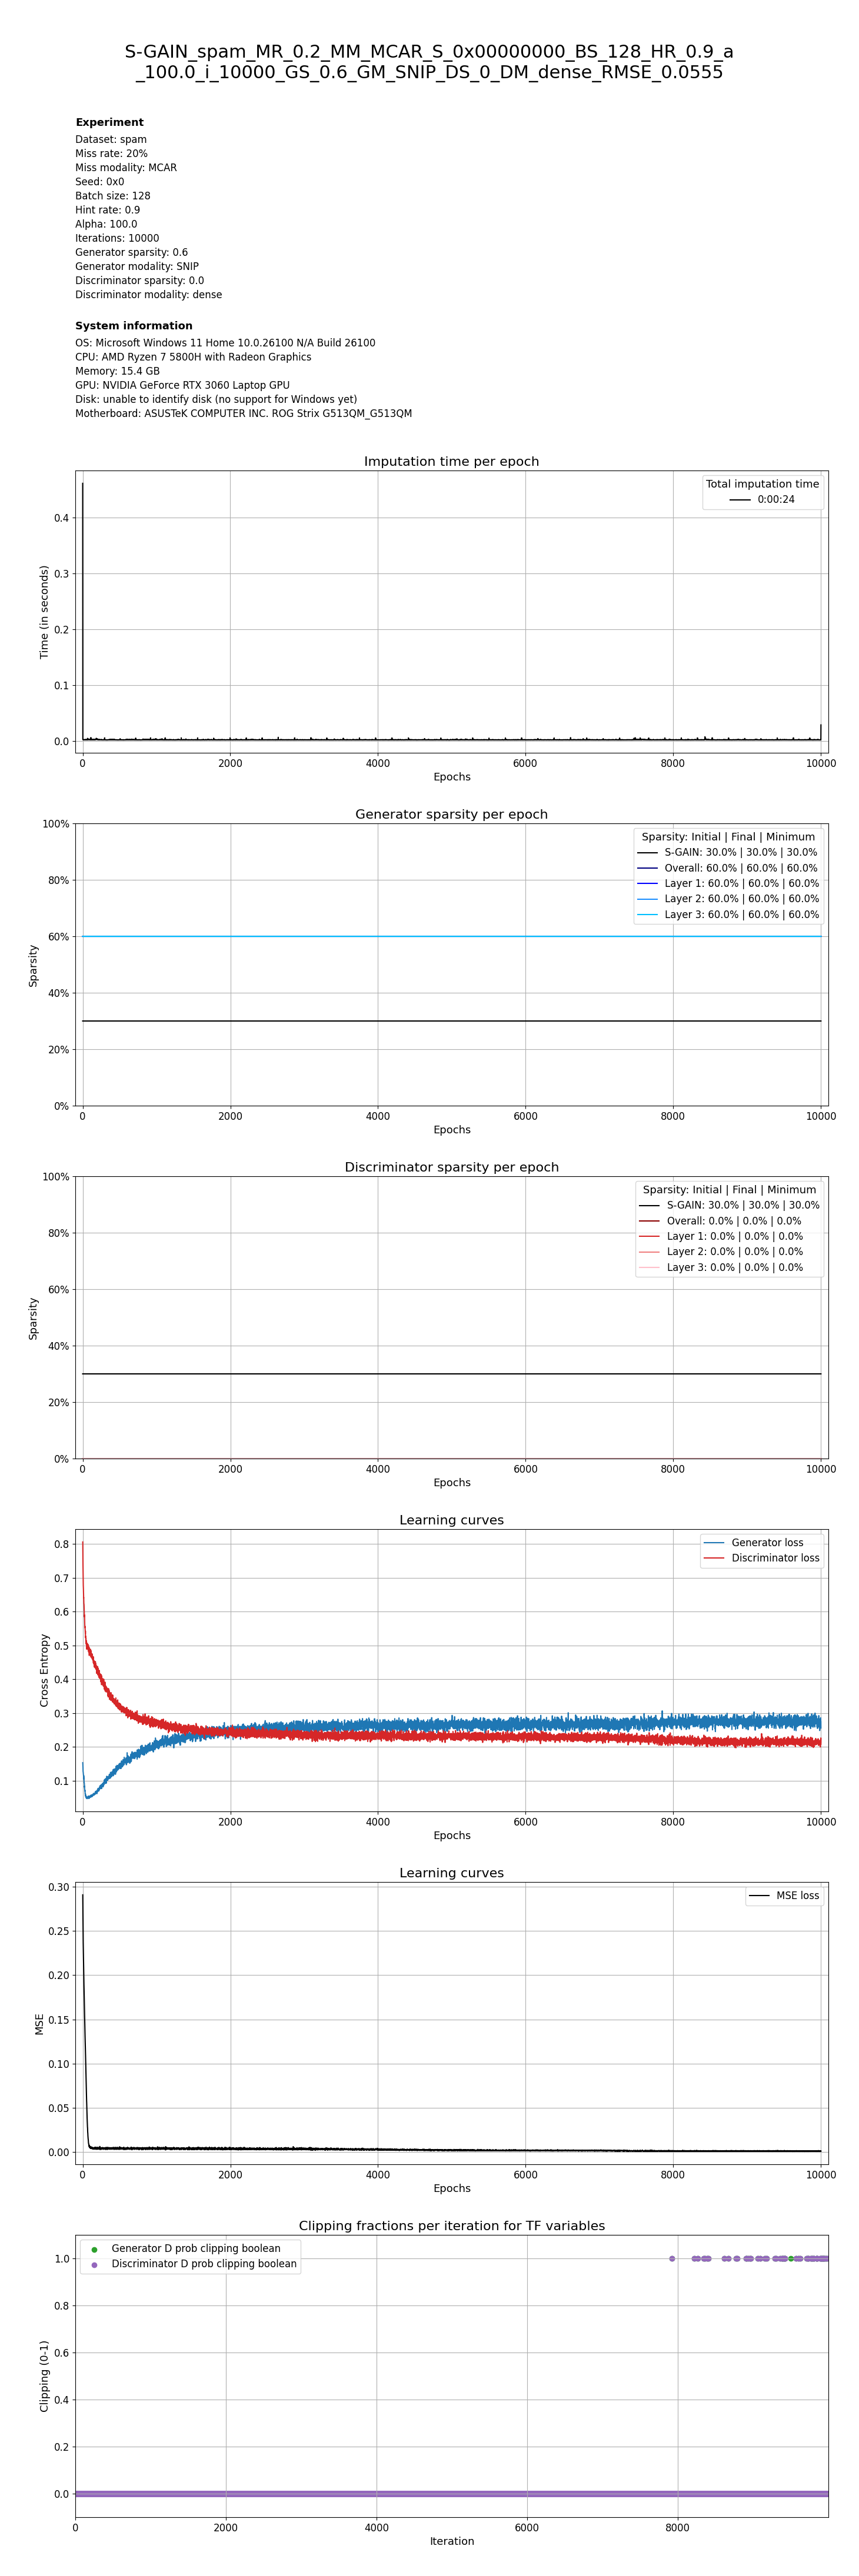 S-GAIN_spam_MR_0.2_MM_MCAR_S_0x00000000_BS_128_HR_0.9_a
_100.0_i_10000_GS_0.6_GM_SNIP_DS_0_DM_dense_RMSE_0.0555
Experiment
Dataset: spam
Miss rate: 20%
Miss modality: MCAR
Seed: 0x0
Batch size: 128
Hint rate: 0.9
Alpha: 100.0
Iterations: 10000
Generator sparsity: 0.6
Generator modality: SNIP
Discriminator sparsity: 0.0
Discriminator modality: dense
System information
OS: Microsoft Windows 11 Home 10.0.26100 N/A Build 26100
CPU: AMD Ryzen 7 5800H with Radeon Graphics
Memory: 15.4 GB
GPU: NVIDIA GeForce RTX 3060 Laptop GPU
Disk: unable to identify disk (no support for Windows yet)
Motherboard: ASUSTeK COMPUTER INC. ROG Strix G513QM_G513QM
Imputation time per epoch
Total imputation time
0:00:24
Time (in seconds)
0.4
0.3
0.2
0.1
0.0
0 2000 4000 6000 8000 10000
Epochs
Generator sparsity per epoch
Sparsity: Initial | Final | Minimum
S-GAIN: 30.0% | 30.0% | 30.0%
Overall: 60.0% | 60.0% | 60.0%
Layer 1: 60.0% | 60.0% | 60.0%
Layer 2: 60.0% | 60.0% | 60.0%
Layer 3: 60.0% | 60.0% | 60.0%
Sparsity
100%
80%
60%
40%
20%
0%
0 2000 4000 6000 8000 10000
Epochs
Discriminator sparsity per epoch
Sparsity: Initial | Final | Minimum
S-GAIN: 30.0% | 30.0% | 30.0%
Overall: 0.0% | 0.0% | 0.0%
Layer 1: 0.0% | 0.0% | 0.0%
Layer 2: 0.0% | 0.0% | 0.0%
Layer 3: 0.0% | 0.0% | 0.0%
Sparsity
100%
80%
60%
40%
20%
0%
0 2000 4000 6000 8000 10000
Epochs
Learning curves
Generator loss
Discriminator loss
Cross Entropy
0.8
0.7
0.6
0.5
0.4
0.3
0.2
0.1
0 2000 4000 6000 8000 10000
Epochs
Learning curves
MSE loss
MSE
0.30
0.25
0.20
0.15
0.10
0.05
0.00
0 2000 4000 6000 8000 10000
Epochs
Clipping fractions per iteration for TF variables
Generator D prob clipping boolean
Discriminator D prob clipping boolean
Clipping (0-1)
1.0
0.8
0.6
0.4
0.2
0.0
0 2000 4000 6000 8000
Iteration